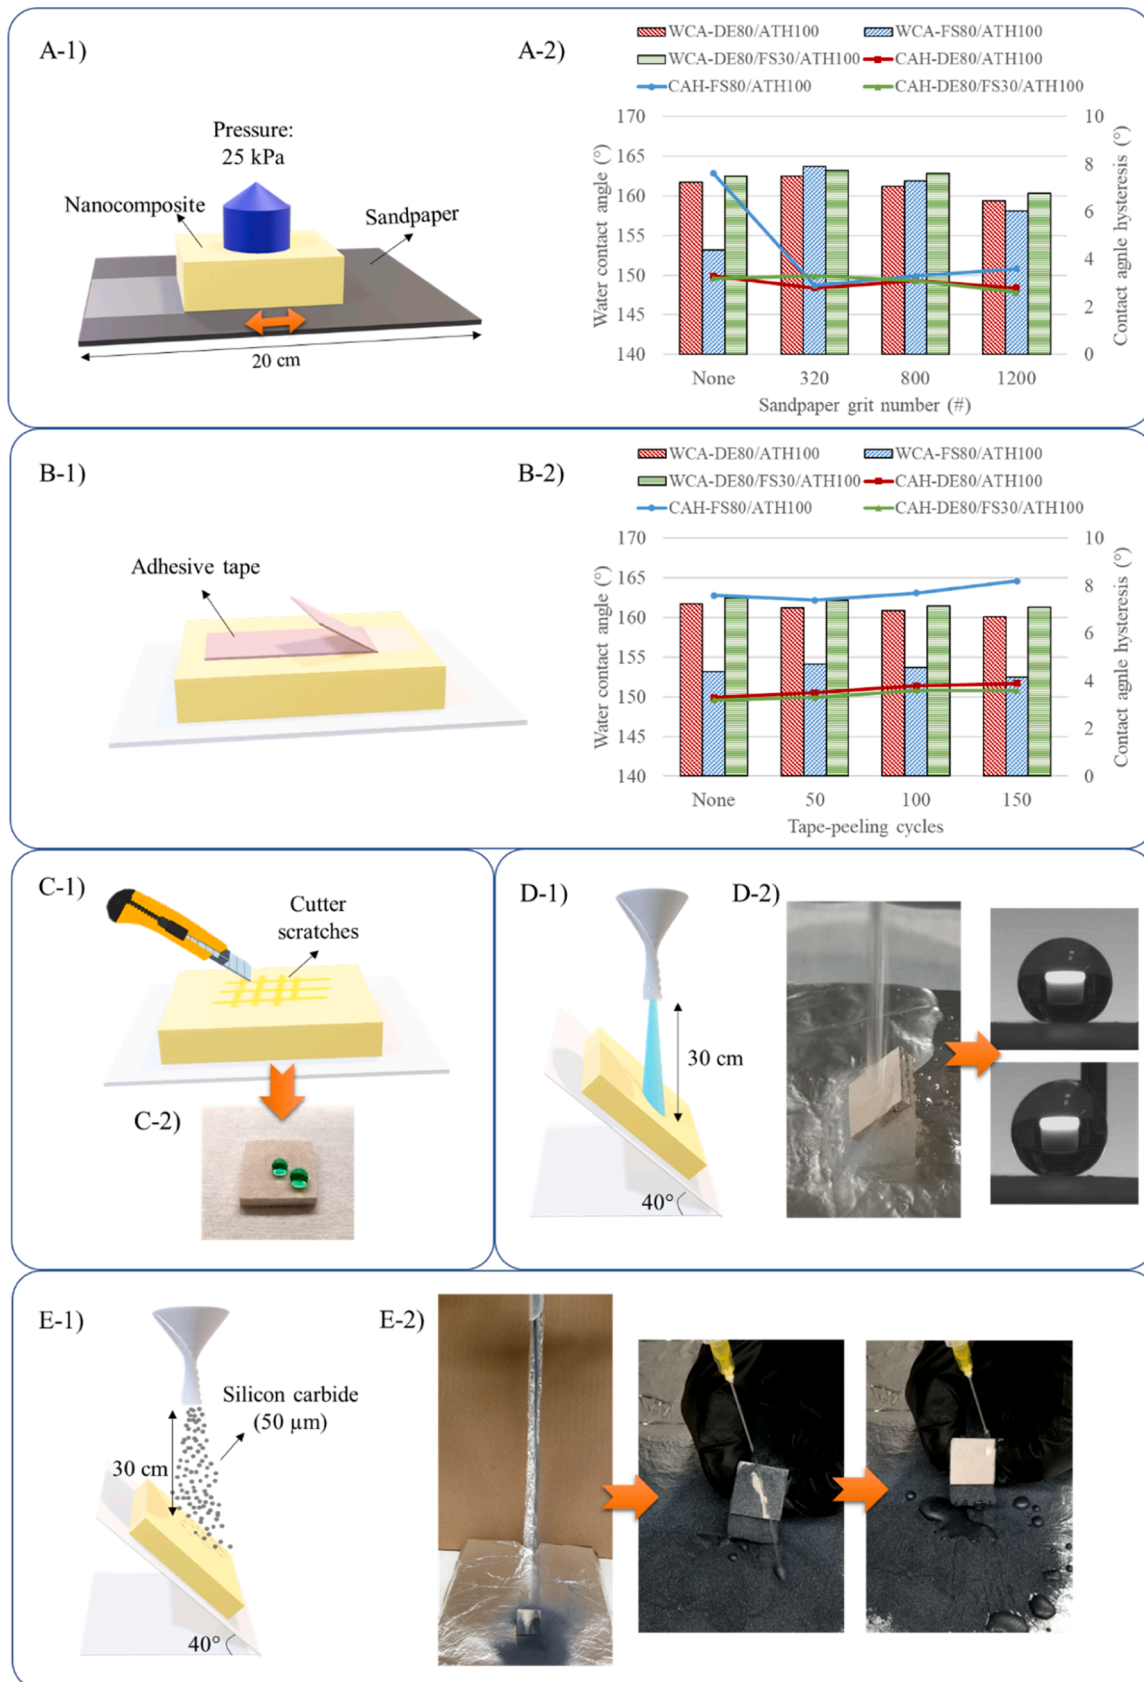 A-1)
Pressure:
25 kPa
Nanocomposite
Sandpaper
20 cm
A-2)
WCA-DE80/ATH100
WCA-FS80/ATH100
WCA-DE80/FS30/ATH100
CAH-DE80/ATH100
CAH-FS80/ATH100
CAH-DE80/FS30/ATH100
Water contact angle (°)
170
165
160
155
150
145
140
10
8
6
4
2
0
Contact agnle hysteresis (°)
None 320 800 1200
Sandpaper grit number (#)
B-1)
Adhesive tape
B-2)
WCA-DE80/ATH100
WCA-FS80/ATH100
WCA-DE80/FS30/ATH100
CAH-DE80/ATH100
CAH-FS80/ATH100
CAH-DE80/FS30/ATH100
Water contact angle (°)
170
165
160
155
150
145
140
10
8
6
4
2
0
Contact agnle hysteresis (°)
None 50 100 150
Tape-peeling cycles
C-1)
Cutter
scratches
C-2)
D-1)
30 cm
40°
D-2)
E-1)
Silicon carbide
(50 µm)
30 cm
40°
E-2)